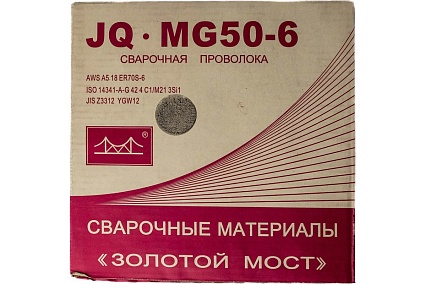 JQ · MG50-6
СВАРОЧНАЯ ПРОВОЛОКА
AWS A5.18 ER70S-6
ISO 14341-A-G 42 4 C1/M21 3Si1
JIS Z3312 YGW12
СВАРОЧНЫЕ МАТЕРИАЛЫ
«ЗОЛОТОЙ МОСТ»